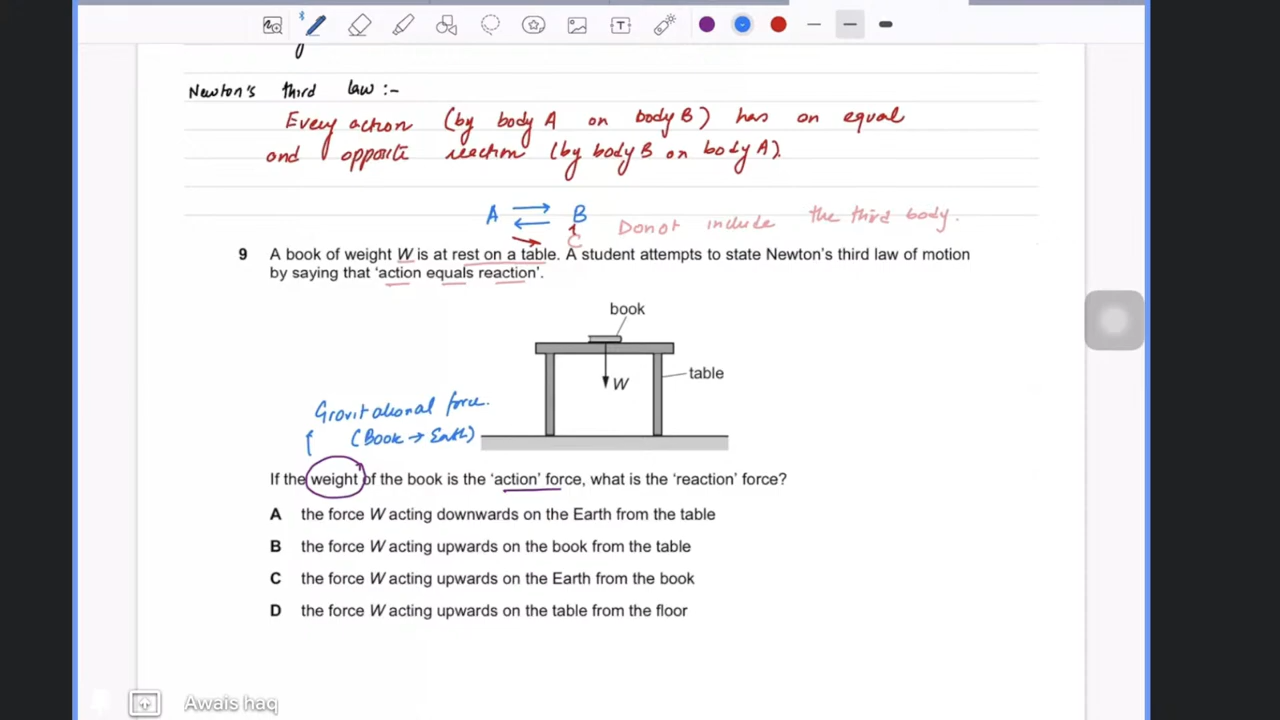 Newton's third law :-
Every action (by body A on body B) has an equal
and opposite reaction (by body B on body A).
A B Do not include the third body.
C
9 A book of weight W is at rest on a table. A student attempts to state Newton's third law of motion
by saying that 'action equals reaction'.
book
W
table
Gravitational force.
(Book → Earth)
If the weight of the book is the 'action' force, what is the 'reaction' force?
A the force W acting downwards on the Earth from the table
B the force W acting upwards on the book from the table
C the force W acting upwards on the Earth from the book
D the force W acting upwards on the table from the floor
Awais haq